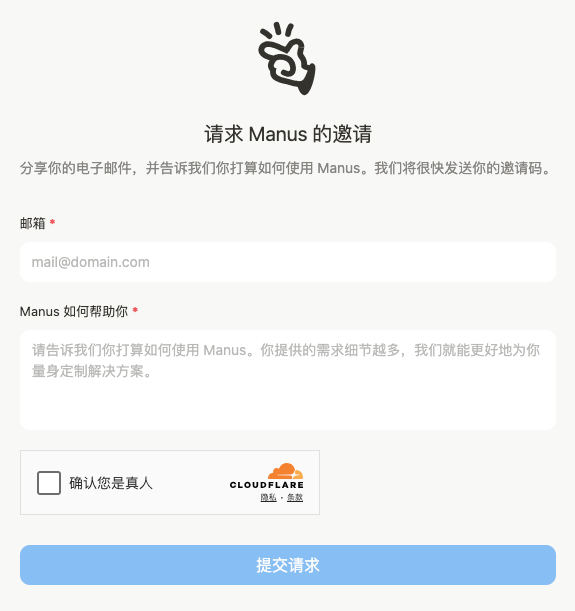 请求 Manus 的邀请
分享你的电子邮件，并告诉我们你打算如何使用 Manus。我们将很快发送你的邀请码。
邮箱 *
mail@domain.com
Manus 如何帮助你 *
请告诉我们你打算如何使用 Manus。你提供的需求细节越多，我们就能更好地为你
量身定制解决方案。
确认您是真人
CLOUDFLARE
隐私 • 条款
提交请求